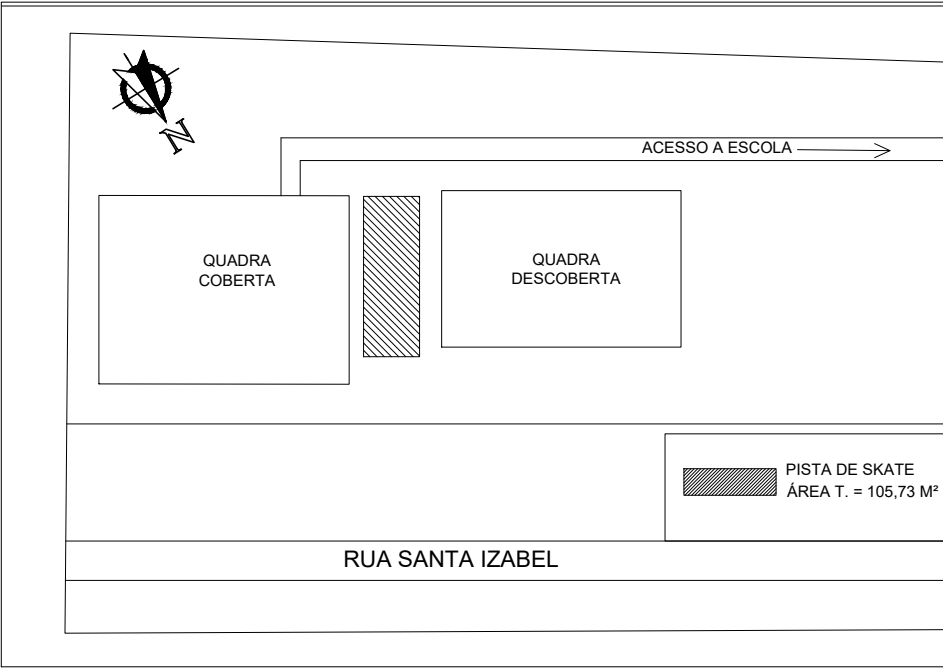 N
ACESSO A ESCOLA
QUADRA
COBERTA
QUADRA
DESCOBERTA
PISTA DE SKATE
ÁREA T. = 105,73 M²
RUA SANTA IZABEL